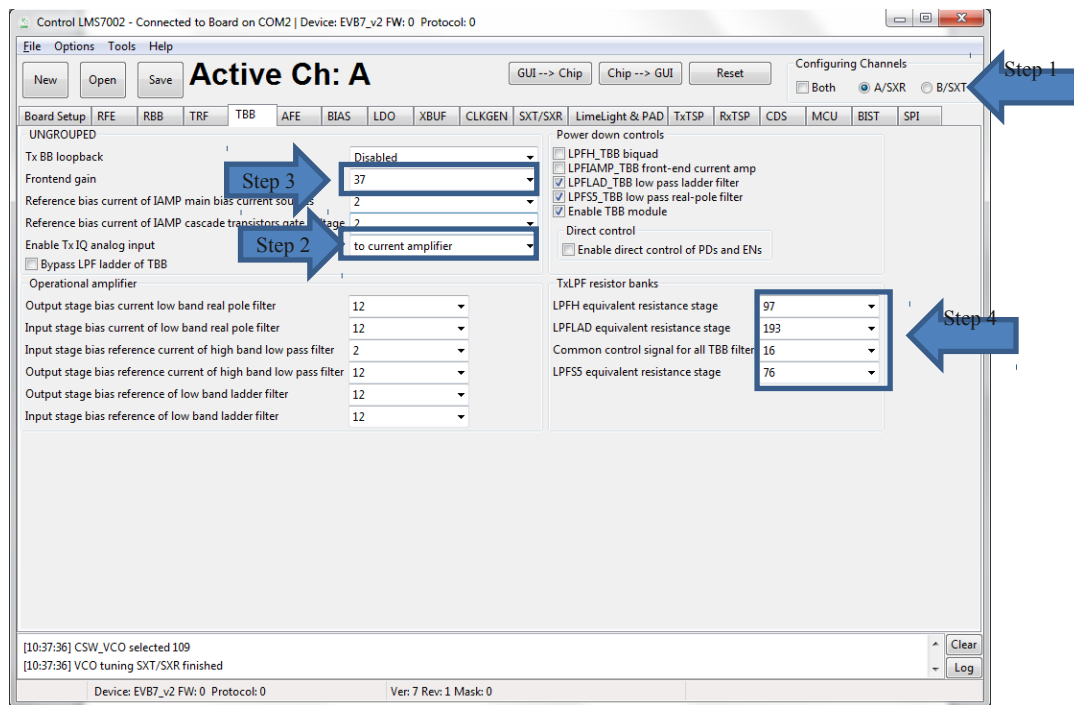 Control LMS7002 - Connected to Board on COM2 | Device: EVB7_v2 FW: 0 Protocol: 0
File Options Tools Help
New Open Save Active Ch: A GUI --> Chip Chip --> GUI Reset
Configuring Channels
Both A/SXR B/SXT
Step 1
Board Setup RFE RBB TRF TBB AFE BIAS LDO XBUF CLKGEN SXT/SXR LimeLight & PAD TxTSP RxTSP CDS MCU BIST SPI
UNGROUPED
Tx BB loopback Disabled
Frontend gain 37
Step 3
Reference bias current of IAMP main bias current sources 2
Reference bias current of IAMP cascade transistors gate voltage 2
Enable Tx IQ analog input to current amplifier
Step 2
Bypass LPF ladder of TBB
Power down controls
LPFH_TBB biquad
LPFIAMP_TBB front-end current amp
LPFLAD_TBB low pass ladder filter
LPFS5_TBB low pass real-pole filter
Enable TBB module
Direct control
Enable direct control of PDs and ENs
Operational amplifier
Output stage bias current low band real pole filter 12
Input stage bias current of low band real pole filter 12
Input stage bias reference current of high band low pass filter 2
Output stage bias reference current of high band low pass filter 12
Output stage bias reference of low band ladder filter 12
Input stage bias reference of low band ladder filter 12
TxLPF resistor banks
LPFH equivalent resistance stage 97
LPFLAD equivalent resistance stage 193
Common control signal for all TBB filter 16
LPFS5 equivalent resistance stage 76
Step 4
[10:37:36] CSW_VCO selected 109
[10:37:36] VCO tuning SXT/SXR finished
Clear
Log
Device: EVB7_v2 FW: 0 Protocol: 0 Ver: 7 Rev: 1 Mask: 0